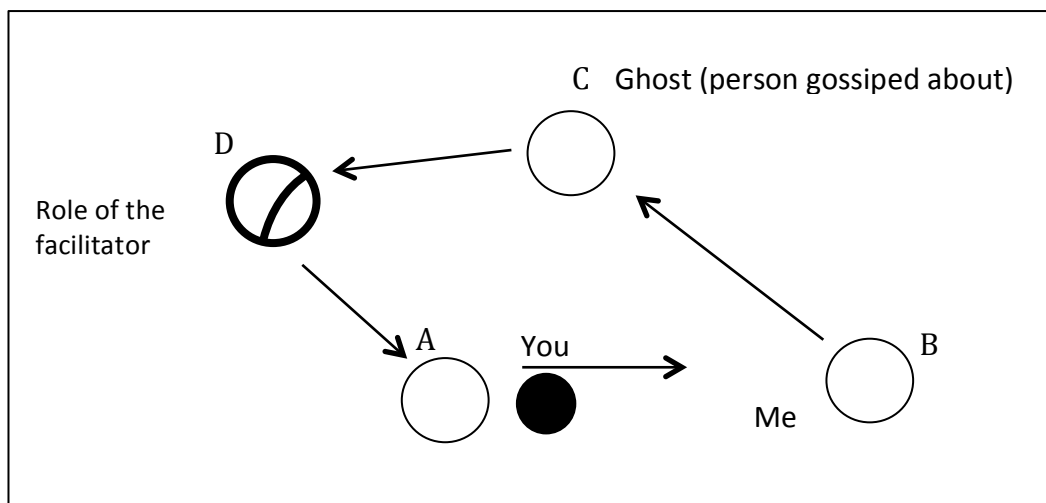 C Ghost (person gossiped about)
D
Role of the
facilitator
A
You
B
Me